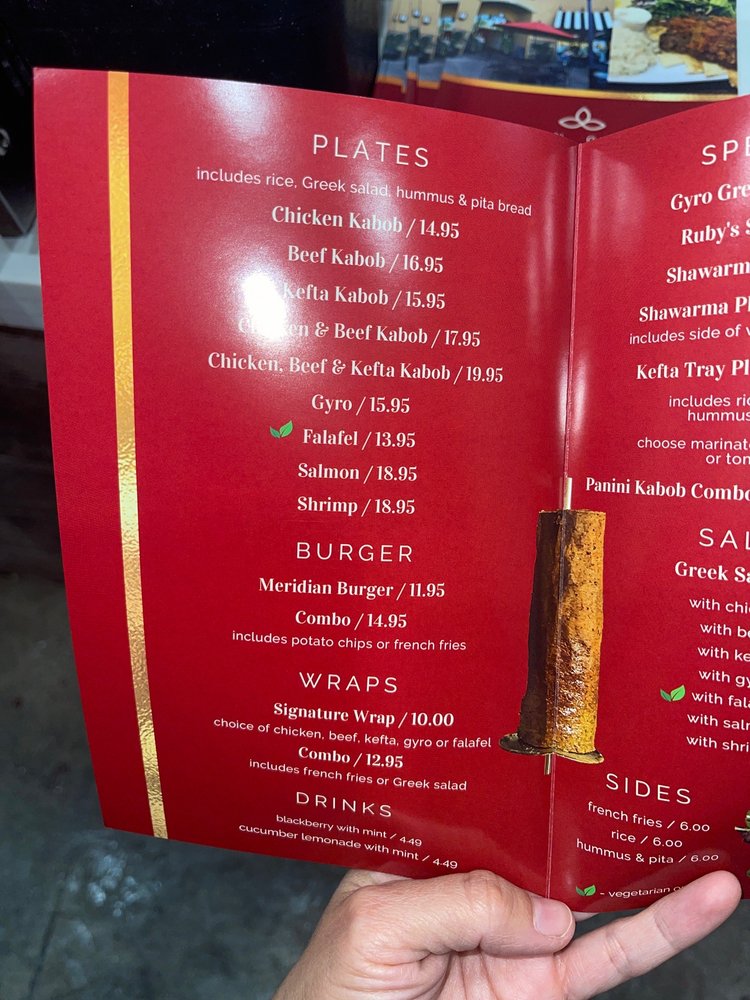 PLATES
includes rice, Greek salad, hummus & pita bread
Chicken Kabob / 14.95
Beef Kabob / 16.95
Kefta Kabob / 15.95
Chicken & Beef Kabob / 17.95
Chicken, Beef & Kefta Kabob / 19.95
Gyro / 15.95
Falafel / 13.95
Salmon / 18.95
Shrimp / 18.95
BURGER
Meridian Burger / 11.95
Combo / 14.95
includes potato chips or french fries
WRAPS
Signature Wrap / 10.00
choice of chicken, beef, kefta, gyro or falafel
Combo / 12.95
includes french fries or Greek salad
DRINKS
blackberry with mint / 4.49
cucumber lemonade with mint / 4.49
Gyro
Ruby's
Shawarma Pl
includes side of
Kefta Tray Pl
includes
hummus
choose
or
Panini Kabob Combo
Greek
with
with
with
with
with
with
with
SIDES
french fries / 6.00
rice / 6.00
hummus & pita / 6.00
- vegetarian